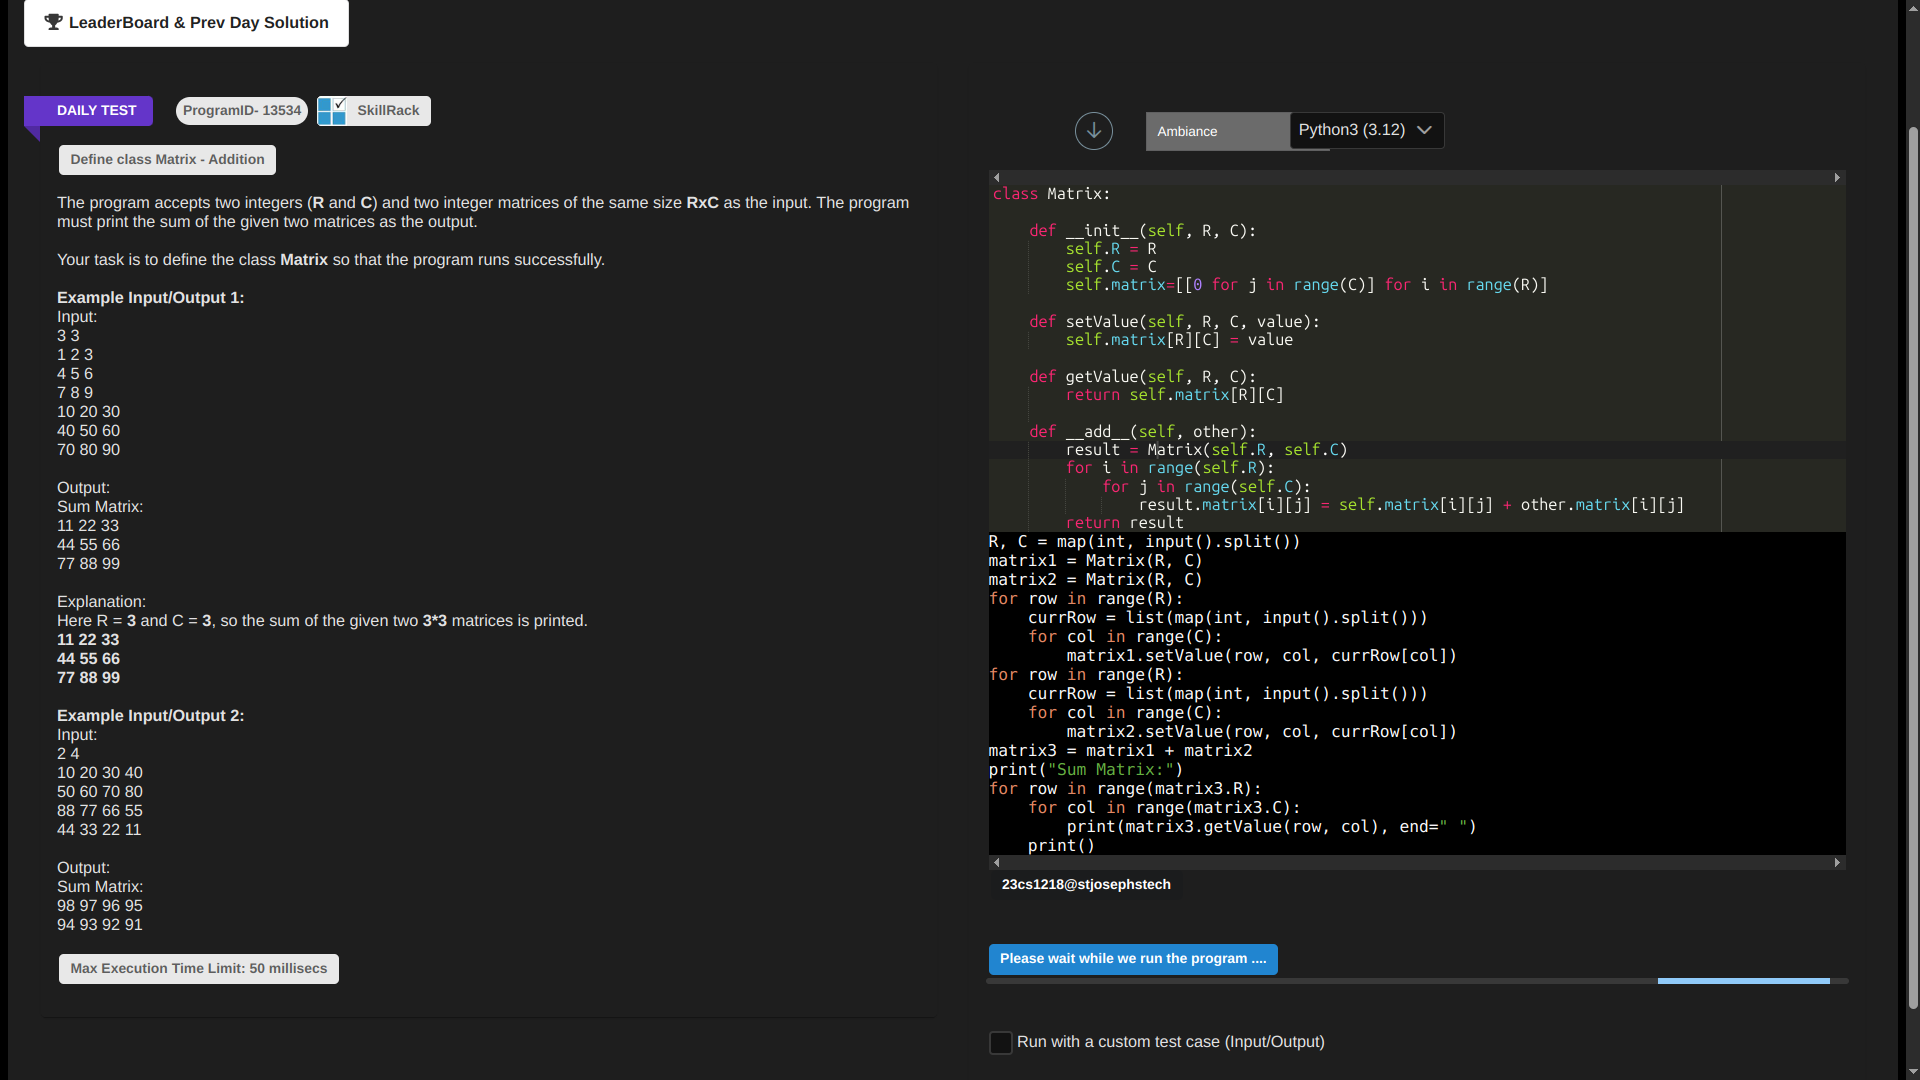 LeaderBoard & Prev Day Solution
DAILY TEST
ProgramID- 13534
SkillRack
Define class Matrix - Addition
The program accepts two integers (R and C) and two integer matrices of the same size RxC as the input. The program
must print the sum of the given two matrices as the output.
Your task is to define the class Matrix so that the program runs successfully.
Example Input/Output 1:
Input:
3 3
1 2 3
4 5 6
7 8 9
10 20 30
40 50 60
70 80 90
Output:
Sum Matrix:
11 22 33
44 55 66
77 88 99
Explanation:
Here R = 3 and C = 3, so the sum of the given two 3*3 matrices is printed.
11 22 33
44 55 66
77 88 99
Example Input/Output 2:
Input:
2 4
10 20 30 40
50 60 70 80
88 77 66 55
44 33 22 11
Output:
Sum Matrix:
98 97 96 95
94 93 92 91
Max Execution Time Limit: 50 millisecs
Ambiance
Python3 (3.12)
class Matrix:
    def __init__(self, R, C):
        self.R = R
        self.C = C
        self.matrix=[[0 for j in range(C)] for i in range(R)]
    def setValue(self, R, C, value):
        self.matrix[R][C] = value
    def getValue(self, R, C):
        return self.matrix[R][C]
    def __add__(self, other):
        result = Matrix(self.R, self.C)
        for i in range(self.R):
            for j in range(self.C):
                result.matrix[i][j] = self.matrix[i][j] + other.matrix[i][j]
        return result
R, C = map(int, input().split())
matrix1 = Matrix(R, C)
matrix2 = Matrix(R, C)
for row in range(R):
    currRow = list(map(int, input().split()))
    for col in range(C):
        matrix1.setValue(row, col, currRow[col])
for row in range(R):
    currRow = list(map(int, input().split()))
    for col in range(C):
        matrix2.setValue(row, col, currRow[col])
matrix3 = matrix1 + matrix2
print("Sum Matrix:")
for row in range(matrix3.R):
    for col in range(matrix3.C):
        print(matrix3.getValue(row, col), end=" ")
    print()
23cs1218@stjosephstech
Please wait while we run the program ....
Run with a custom test case (Input/Output)